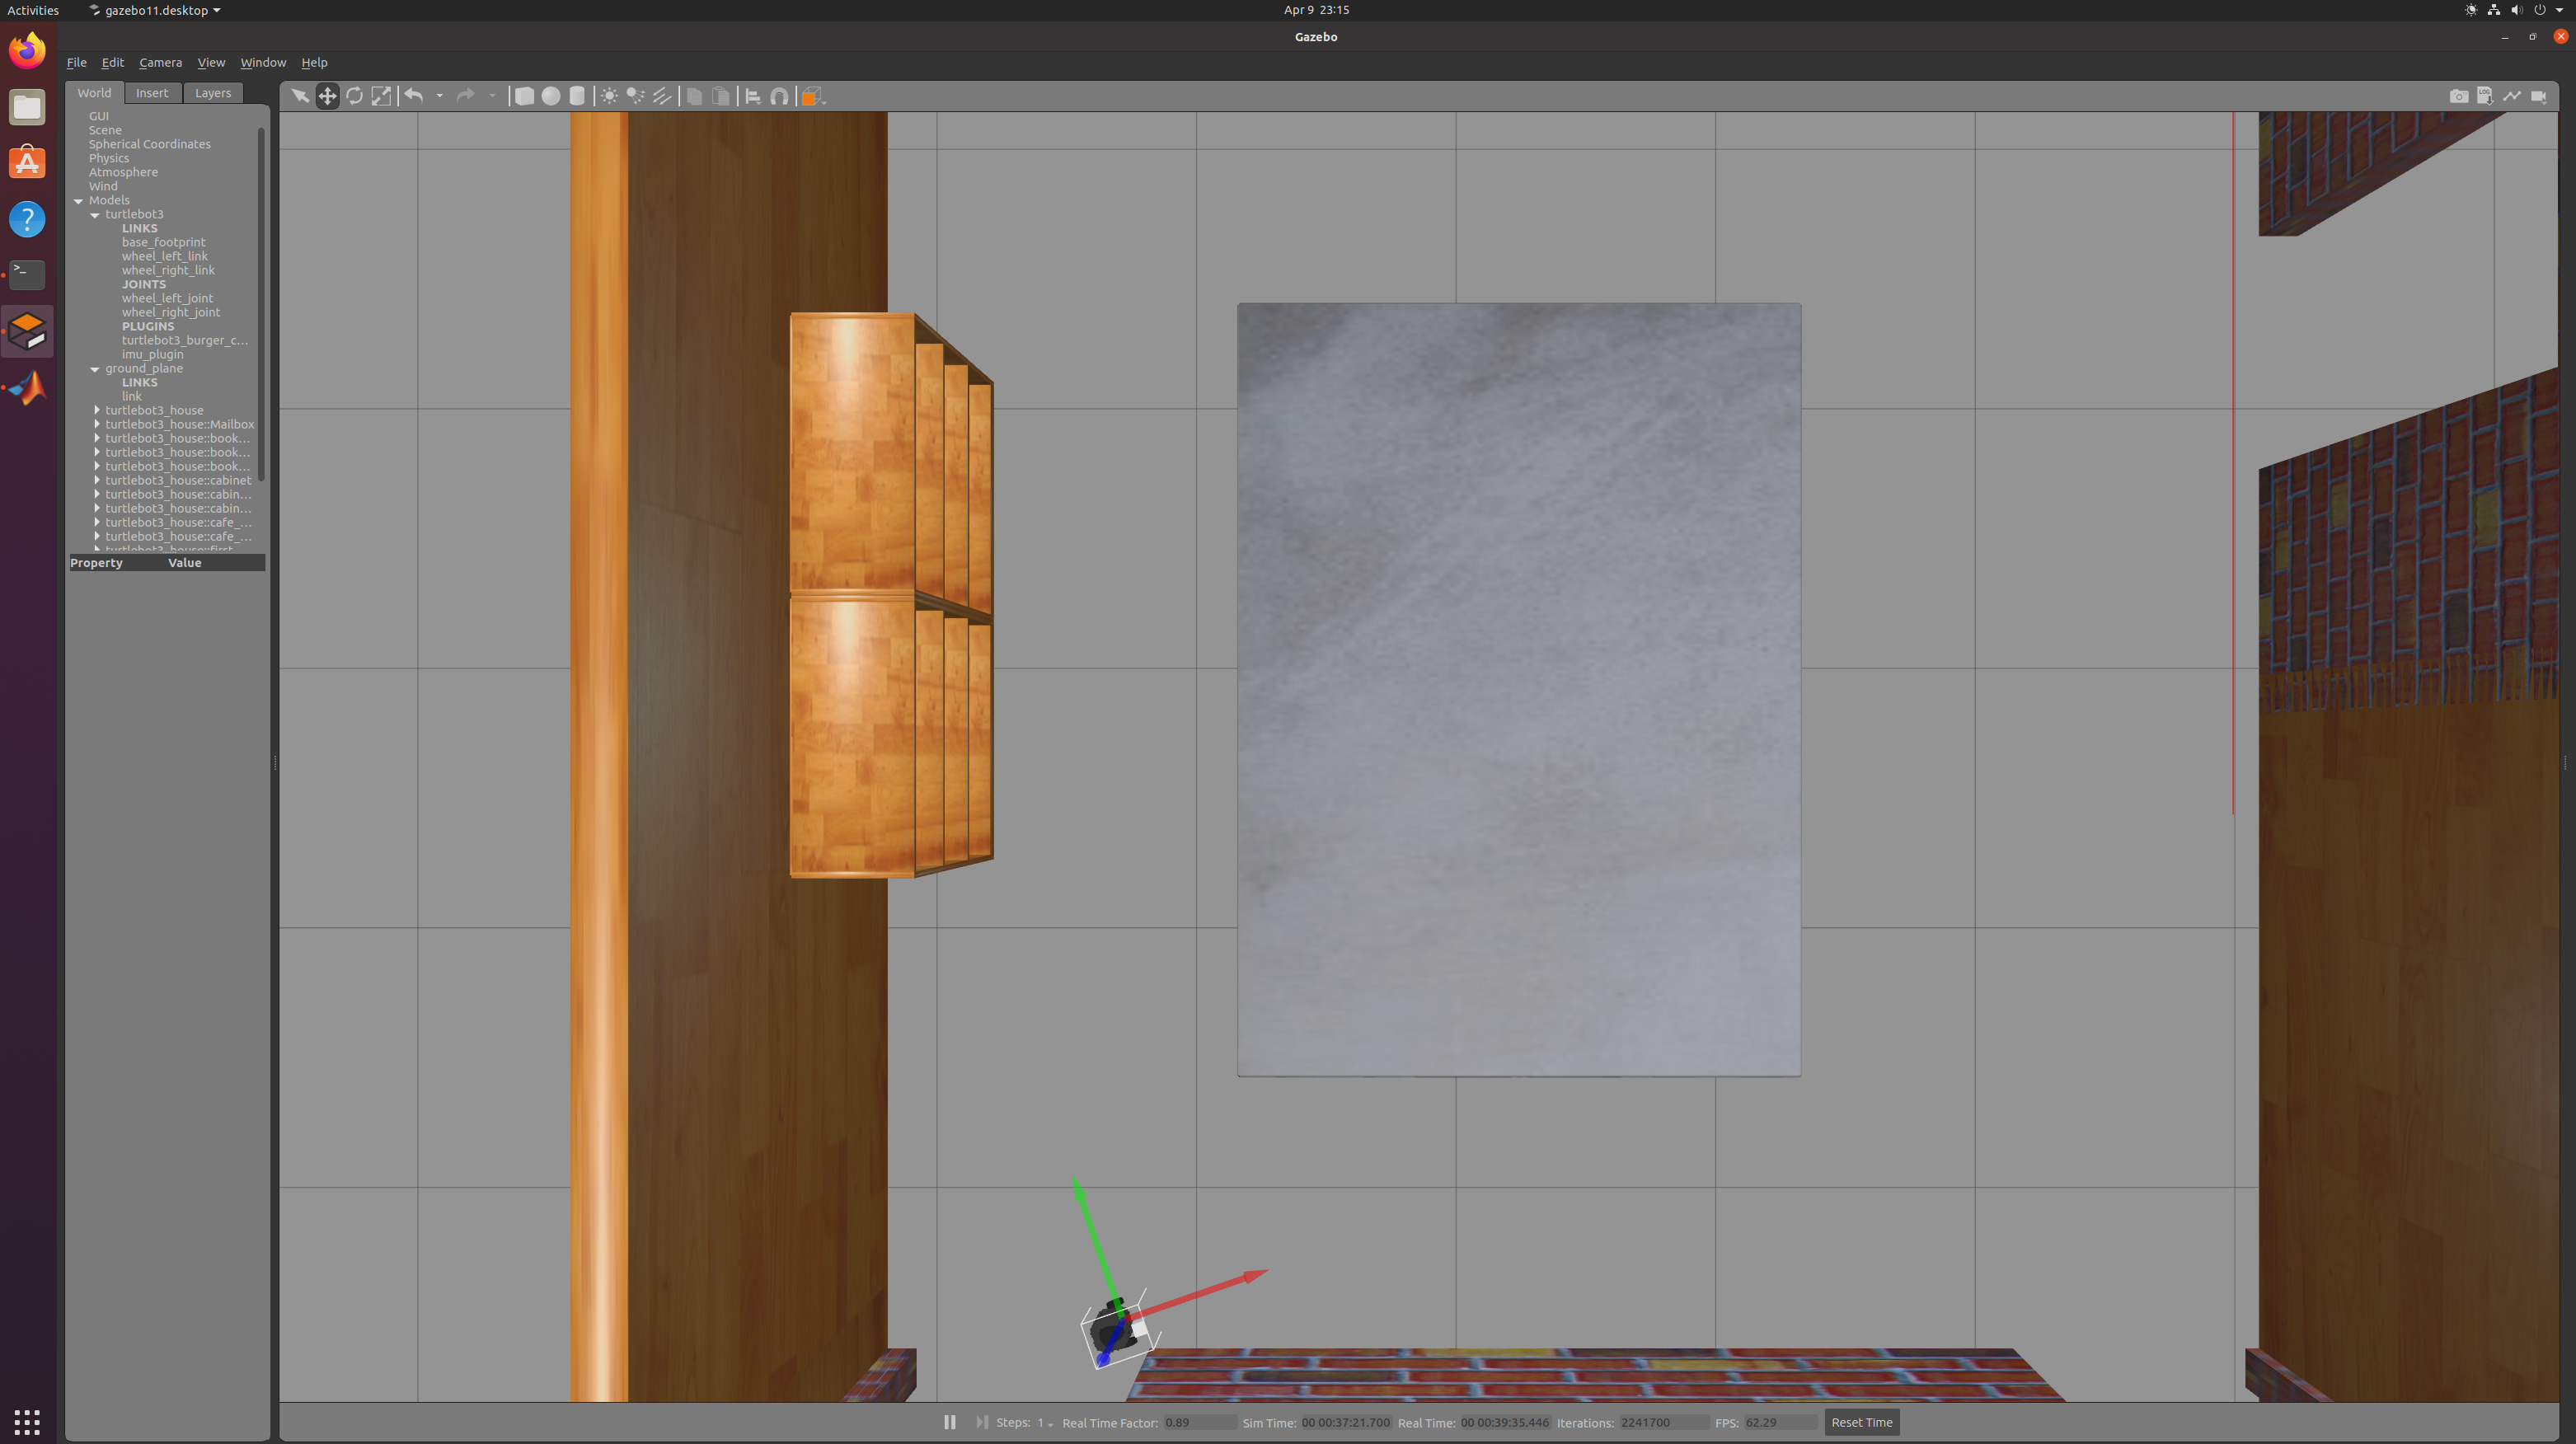 Activities gazebo11.desktop Apr 9 23:15
Gazebo
File Edit Camera View Window Help
World Insert Layers
GUI
Scene
Spherical Coordinates
Physics
Atmosphere
Wind
Models
turtlebot3
LINKS
base_footprint
wheel_left_link
wheel_right_link
JOINTS
wheel_left_joint
wheel_right_joint
PLUGINS
turtlebot3_burger_c...
imu_plugin
ground_plane
LINKS
link
turtlebot3_house
turtlebot3_house::Mailbox
turtlebot3_house::book...
turtlebot3_house::book...
turtlebot3_house::book...
turtlebot3_house::cabinet
turtlebot3_house::cabin...
turtlebot3_house::cabin...
turtlebot3_house::cafe_...
turtlebot3_house::cafe_...
turtlebot3_house::first
Property Value
LOG
Steps: 1 Real Time Factor: 0.89 Sim Time: 00 00:37:21.700 Real Time: 00 00:39:35.446 Iterations: 2241700 FPS: 62.29 Reset Time